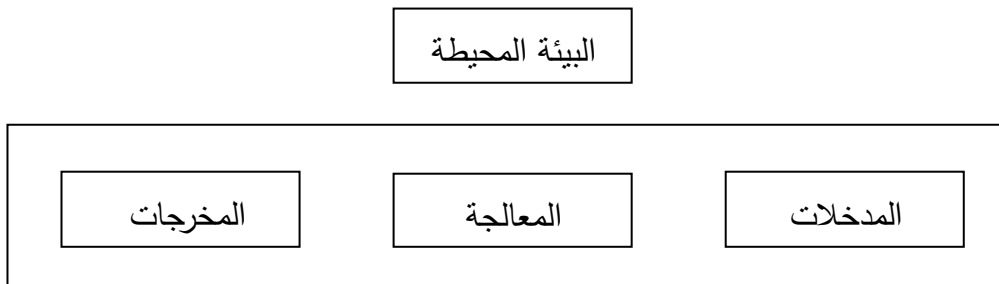 البيئة المحيطة
المدخلات
المعالجة
المخرجات